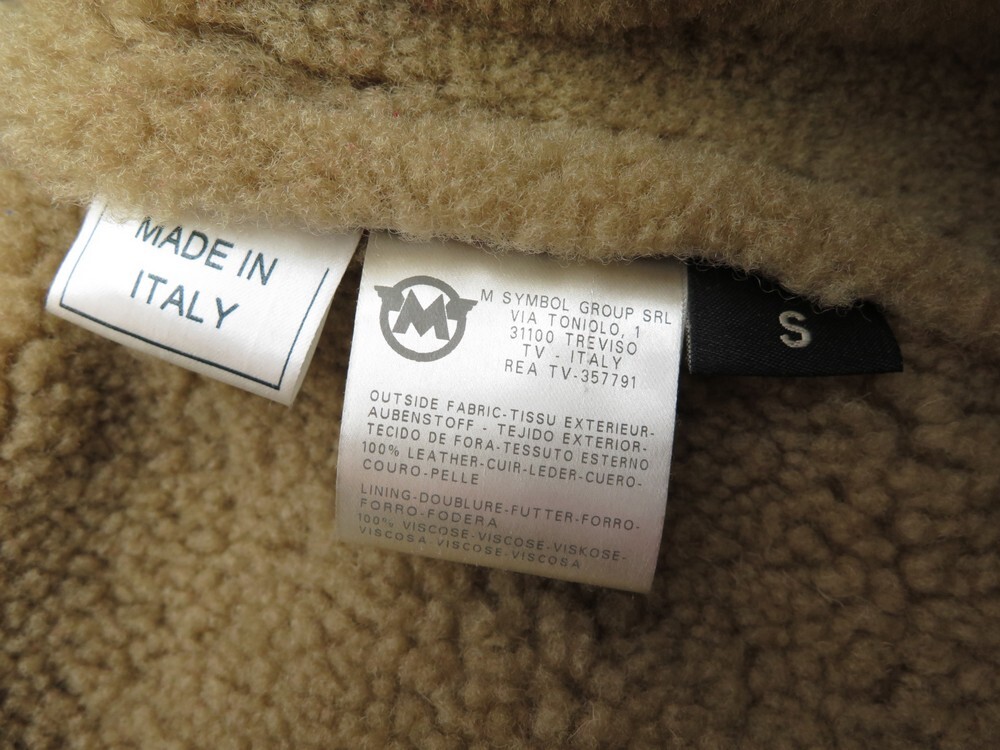 MADE IN
ITALY
M
M SYMBOL GROUP SRL
VIA TONIOLO, 1
31100 TREVISO
TV - ITALY
REA TV-357791
OUTSIDE FABRIC-TISSU EXTERIEUR-
AUBENSTOFF - TEJIDO EXTERIOR-
TECIDO DE FORA-TESSUTO ESTERNO
100% LEATHER-CUIR-LEDER-CUERO-
COURO-PELLE
LINING-DOUBLURE-FUTTER-FORRO-
FORRO-FODERA
100% VISCOSE-VISCOSE-VISKOSE-
VISCOSA-VISCOSE-VISCOSA
S